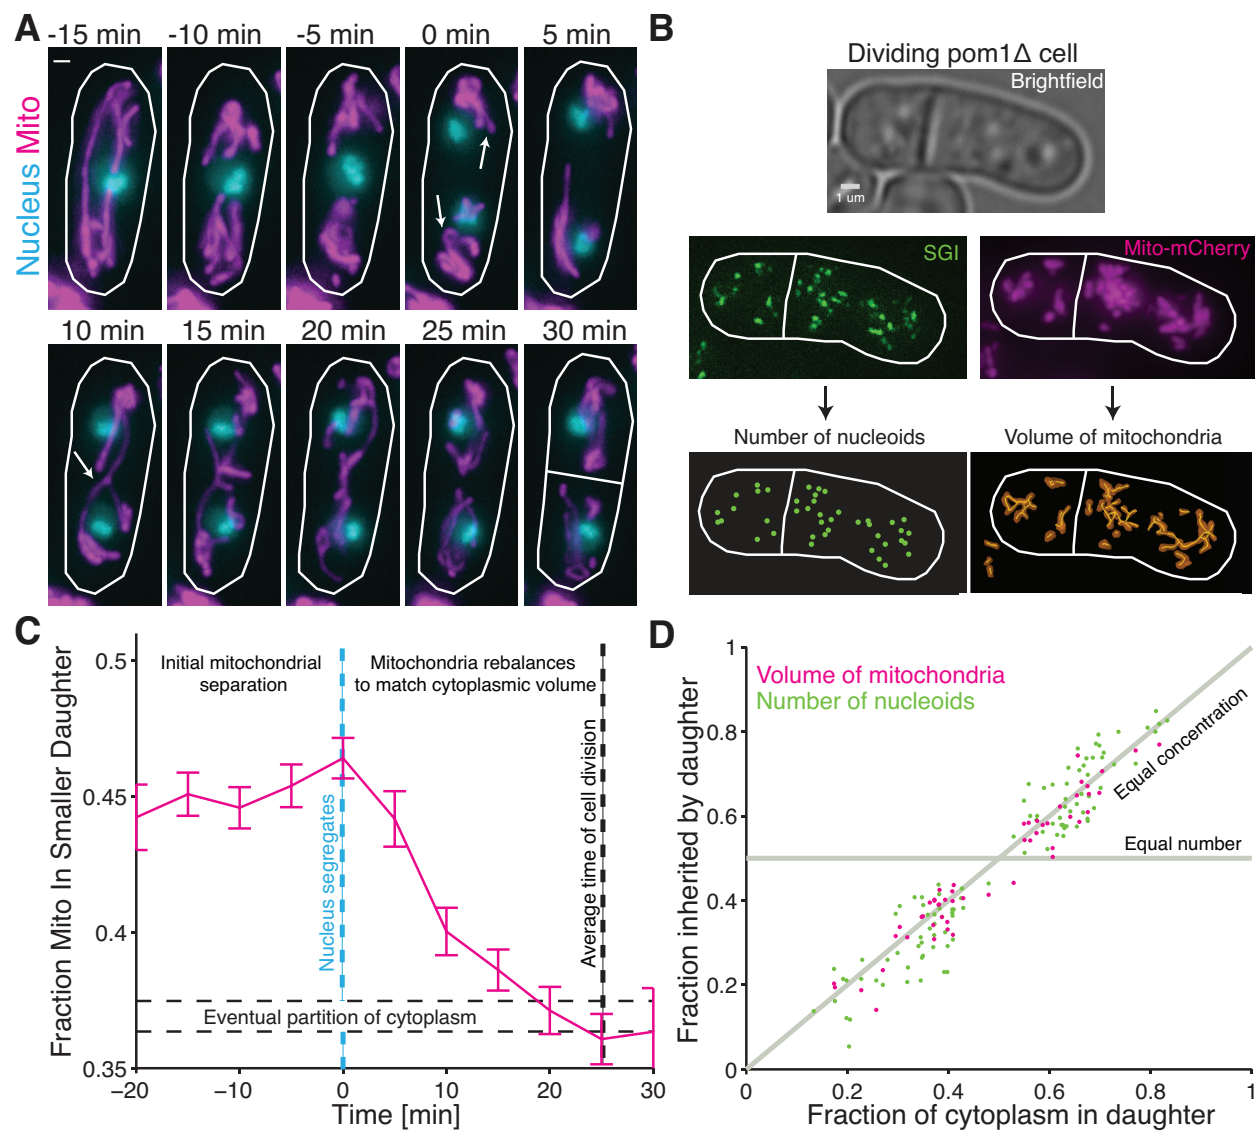 A
-15 min
-10 min
-5 min
0 min
5 min
Nucleus Mito
10 min
15 min
20 min
25 min
30 min
B
Dividing pom1Δ cell
Brightfield
1 um
SGI
Mito-mCherry
Number of nucleoids
Volume of mitochondria
C
Fraction Mito In Smaller Daughter
0.5
0.45
0.4
0.35
Initial mitochondrial
separation
Mitochondria rebalances
to match cytoplasmic volume
Nucleus segregates
Average time of cell division
Eventual partition of cytoplasm
−20
−10
0
10
20
30
Time [min]
D
Fraction inherited by daughter
1
0.8
0.6
0.4
0.2
0
Volume of mitochondria
Number of nucleoids
Equal concentration
Equal number
0
0.2
0.4
0.6
0.8
1
Fraction of cytoplasm in daughter